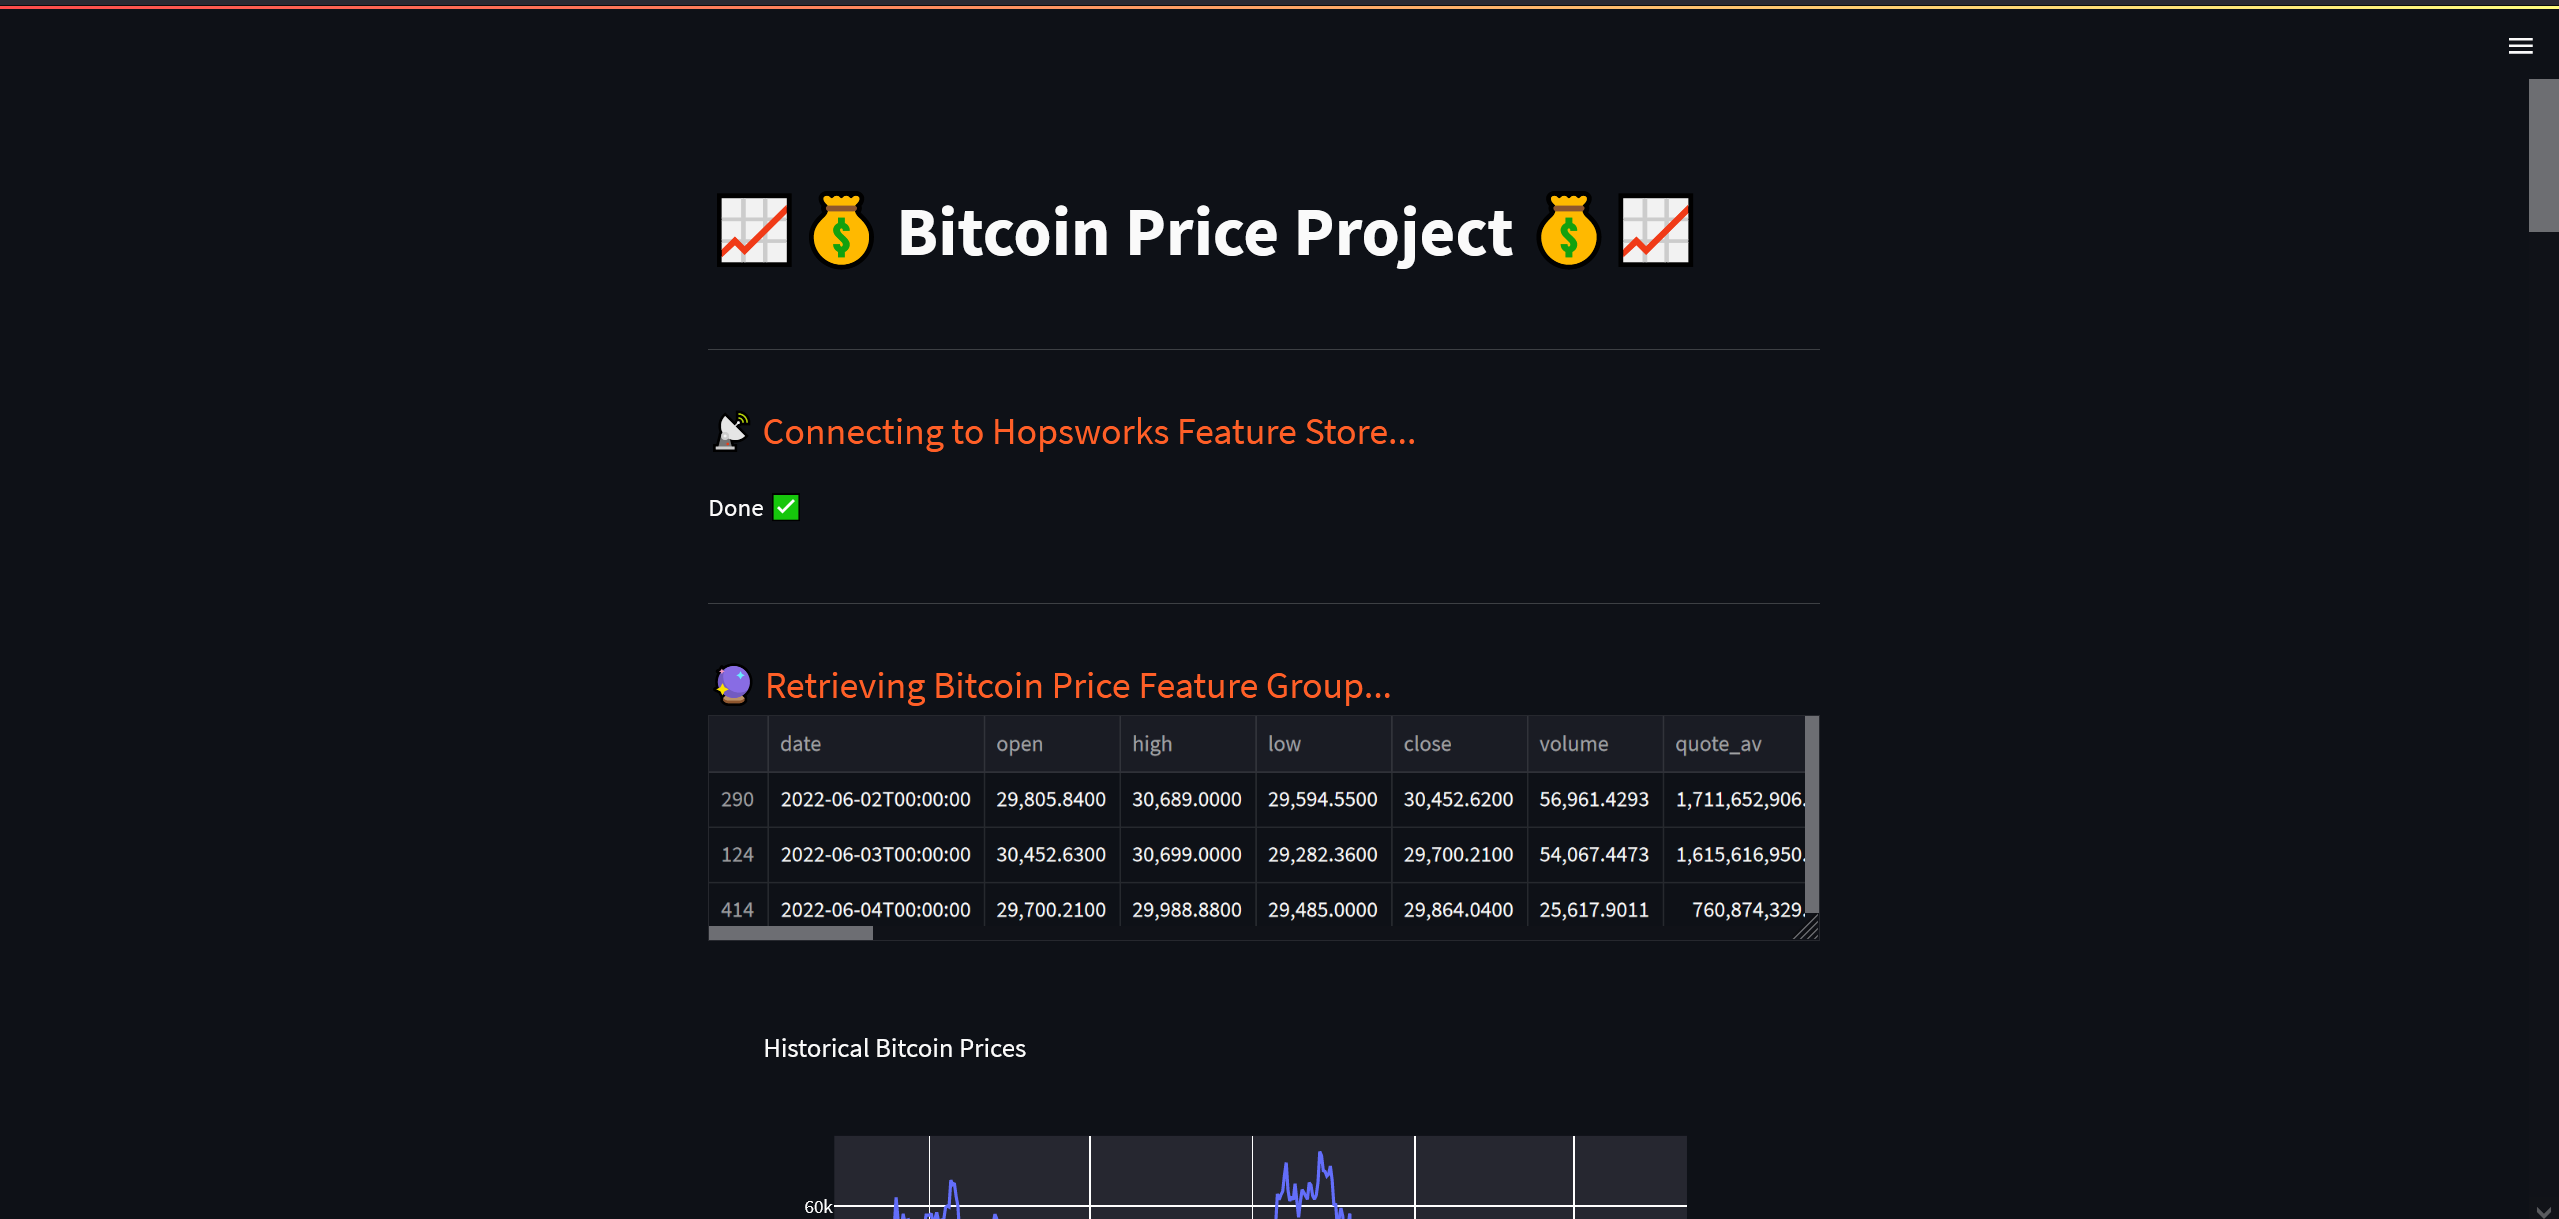 Bitcoin Price Project
Connecting to Hopsworks Feature Store...
Done
Retrieving Bitcoin Price Feature Group...
date open high low close volume quote_av
290 2022-06-02T00:00:00 29,805.8400 30,689.0000 29,594.5500 30,452.6200 56,961.4293 1,711,652,906.
124 2022-06-03T00:00:00 30,452.6300 30,699.0000 29,282.3600 29,700.2100 54,067.4473 1,615,616,950.
414 2022-06-04T00:00:00 29,700.2100 29,988.8800 29,485.0000 29,864.0400 25,617.9011 760,874,329.
Historical Bitcoin Prices
60k